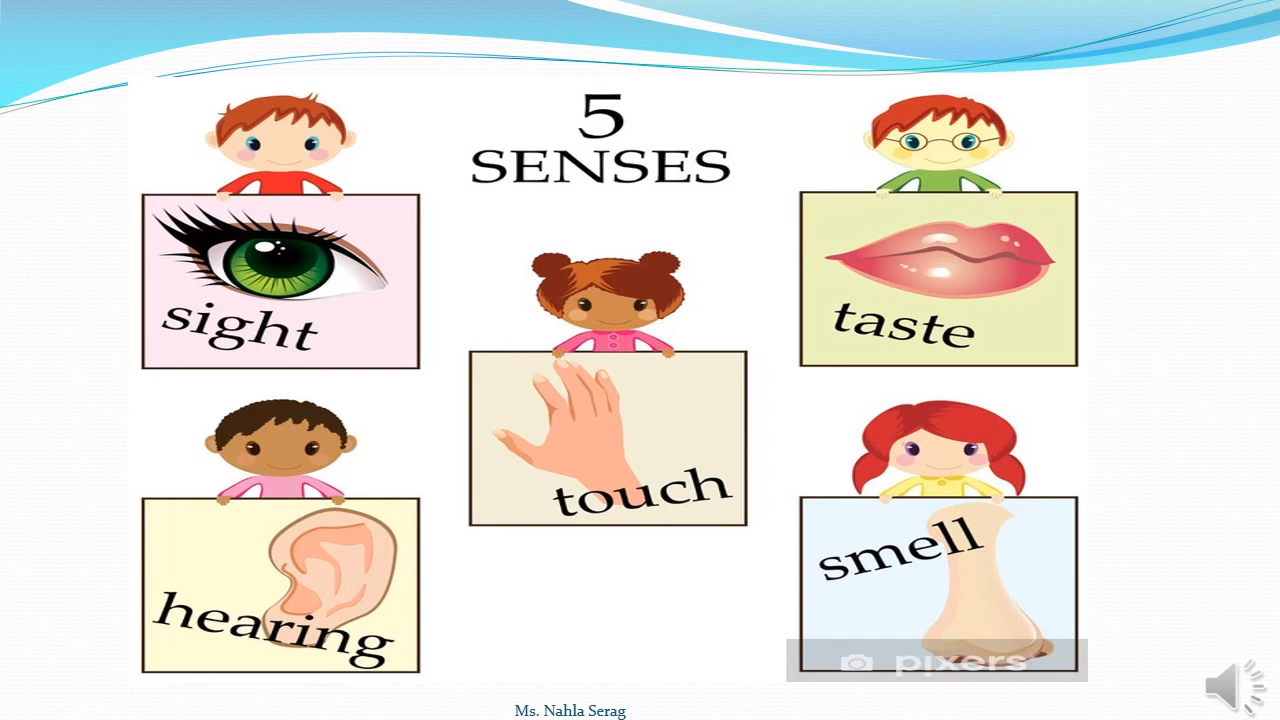 5
SENSES
sight
taste
touch
hearing
smell
pixers
Ms. Nahla Serag